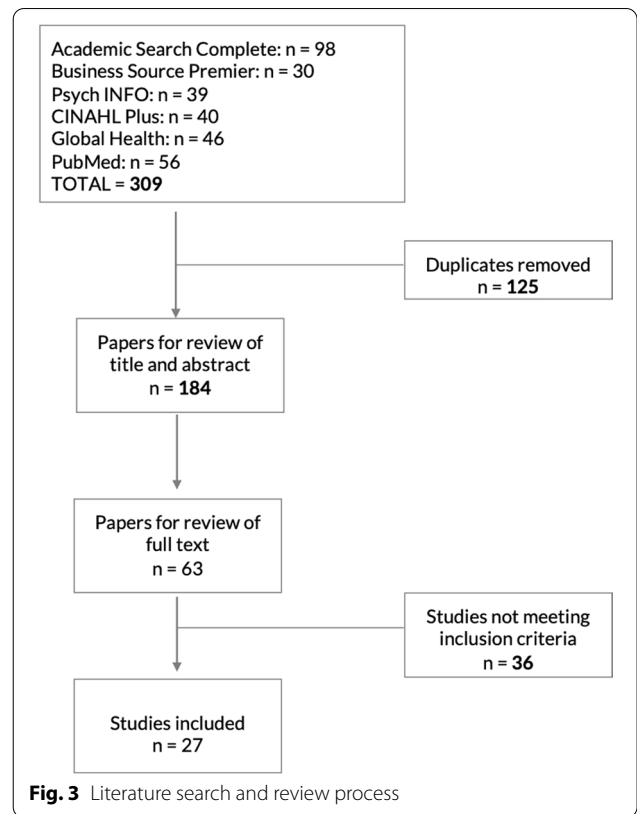 Academic Search Complete: n = 98
Business Source Premier: n = 30
Psych INFO: n = 39
CINAHL Plus: n = 40
Global Health: n = 46
PubMed: n = 56
TOTAL = 309
Duplicates removed
n = 125
Papers for review of
title and abstract
n = 184
Papers for review of
full text
n = 63
Studies not meeting
inclusion criteria
n = 36
Studies included
n = 27
Fig. 3 Literature search and review process